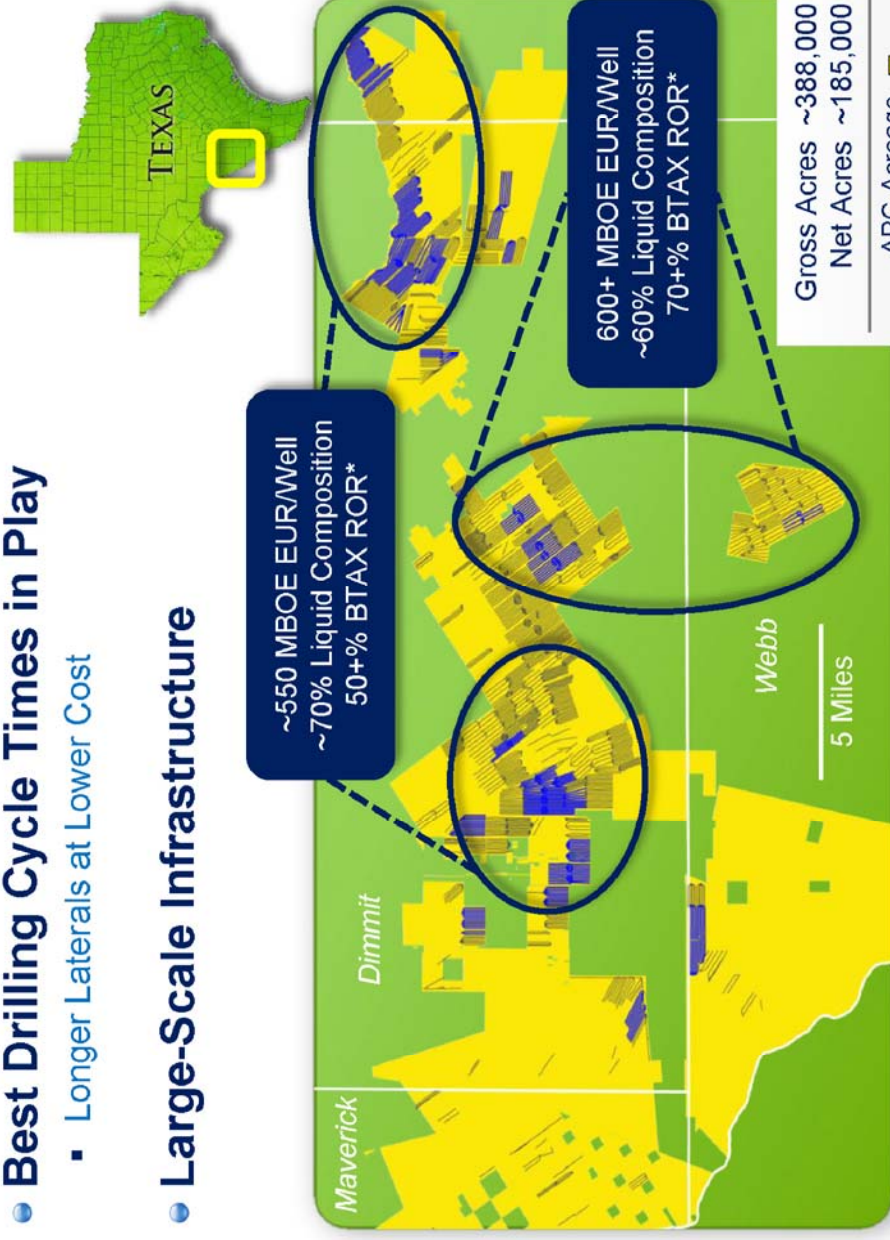 Best Drilling Cycle Times in Play
Longer Laterals at Lower Cost
Large-Scale Infrastructure
TEXAS
~550 MBOE EUR/Well
~70% Liquid Composition
50+% BTAX ROR*
600+ MBOE EUR/Well
~60% Liquid Composition
70+% BTAX ROR*
Maverick
Dimmit
Webb
5 Miles
Gross Acres ~388,000
Net Acres ~185,000
APC Acreage